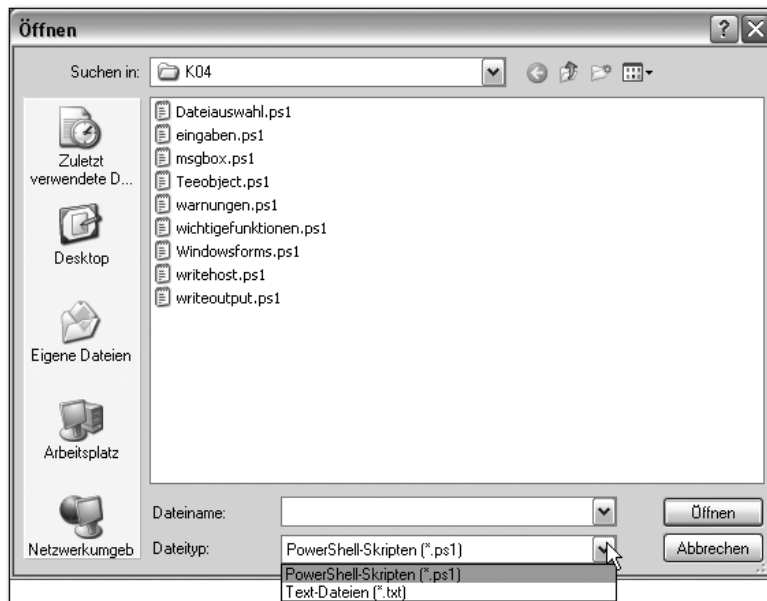 Öffnen
Suchen in:
K04
Zuletzt
verwendete D...
Desktop
Eigene Dateien
Arbeitsplatz
Netzwerkumgeb
Dateiauswahl.ps1
eingaben.ps1
msgbox.ps1
Teeobject.ps1
warnungen.ps1
wichtigefunktionen.ps1
Windowsforms.ps1
writehost.ps1
writeoutput.ps1
Dateiname:
Öffnen
Dateityp:
PowerShell-Skripten (*.ps1)
Abbrechen
PowerShell-Skripten (*.ps1)
Text-Dateien (*.txt)